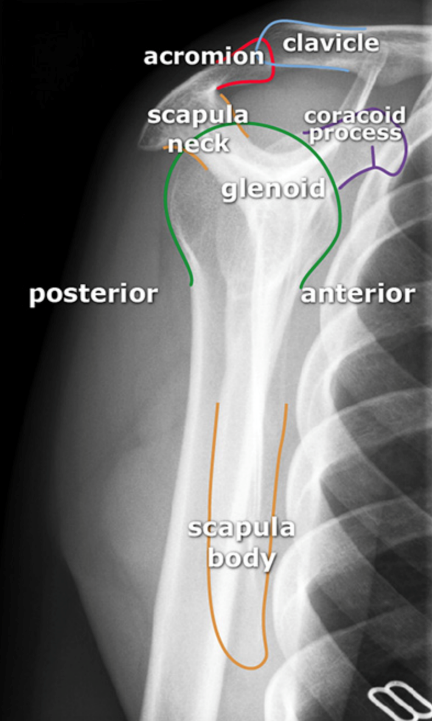 clavicle
acromion
scapula
neck
coracoid
process
glenoid
posterior
anterior
scapula
body